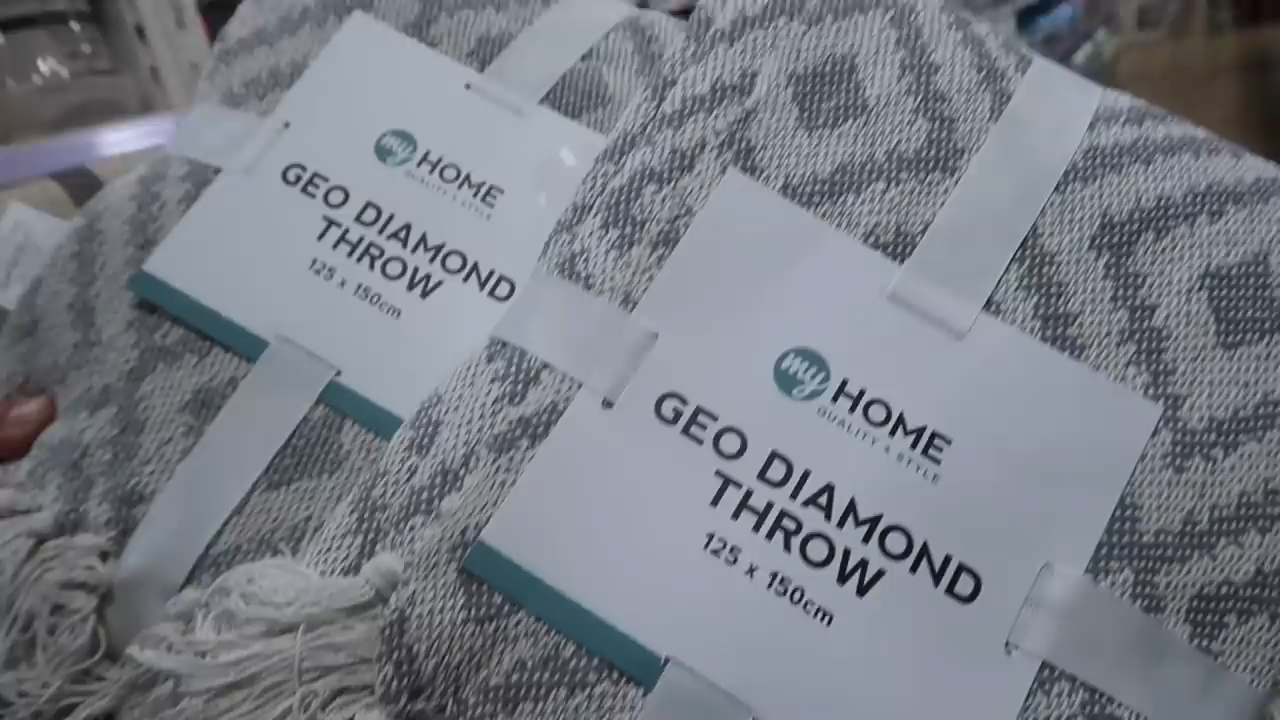 my HOME
QUALITY & STYLE
GEO DIAMOND
THROW
125 x 150cm
my HOME
QUALITY & STYLE
GEO DIAMOND
THROW
125 x 150cm